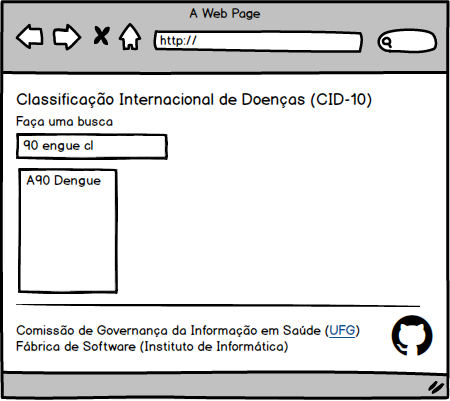 A Web Page
http://
Classificação Internacional de Doenças (CID-10)
Faça uma busca
90 engue cl
A90 Dengue
Comissão de Governança da Informação em Saúde (UFG)
Fábrica de Software (Instituto de Informática)